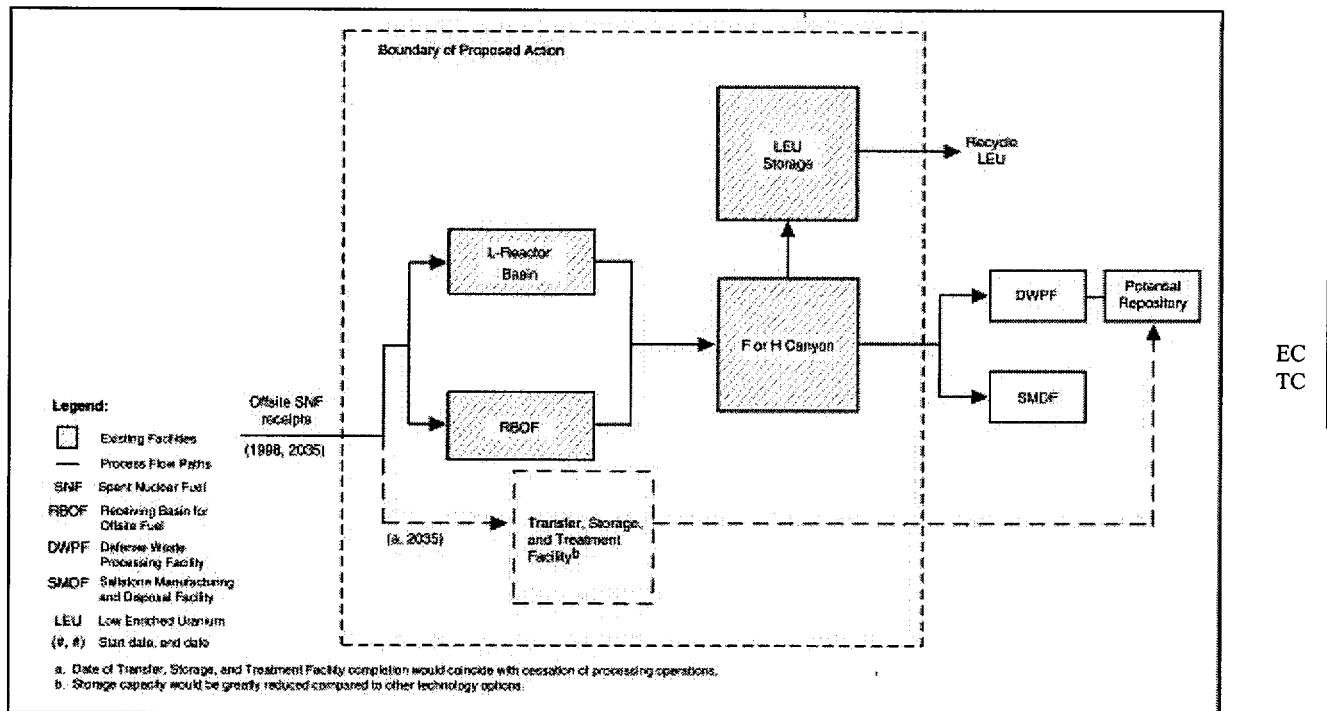 Boundary of Proposed Action
LEU
Storage
Recycle
LEU
L-Reactor
Basin
F or H Canyon
DWPF
Potential
Repository
SMDF
EC
TC
Offsite SNF
receipts
(1998, 2035)
RBOF
(a, 2035)
Transfer, Storage,
and Treatment
Facility b
Legend:
Existing Facilities
Process Flow Paths
SNF Spent Nuclear Fuel
RBOF Receiving Basin for
Offsite Fuel
DWPF Defense Waste
Processing Facility
SMDF Saltstone Manufacturing
and Disposal Facility
LEU Low Enriched Uranium
(#, #) Start date, end date
a. Date of Transfer, Storage, and Treatment Facility completion would coincide with cessation of processing operations.
b. Storage capacity would be greatly reduced compared to other technology options.